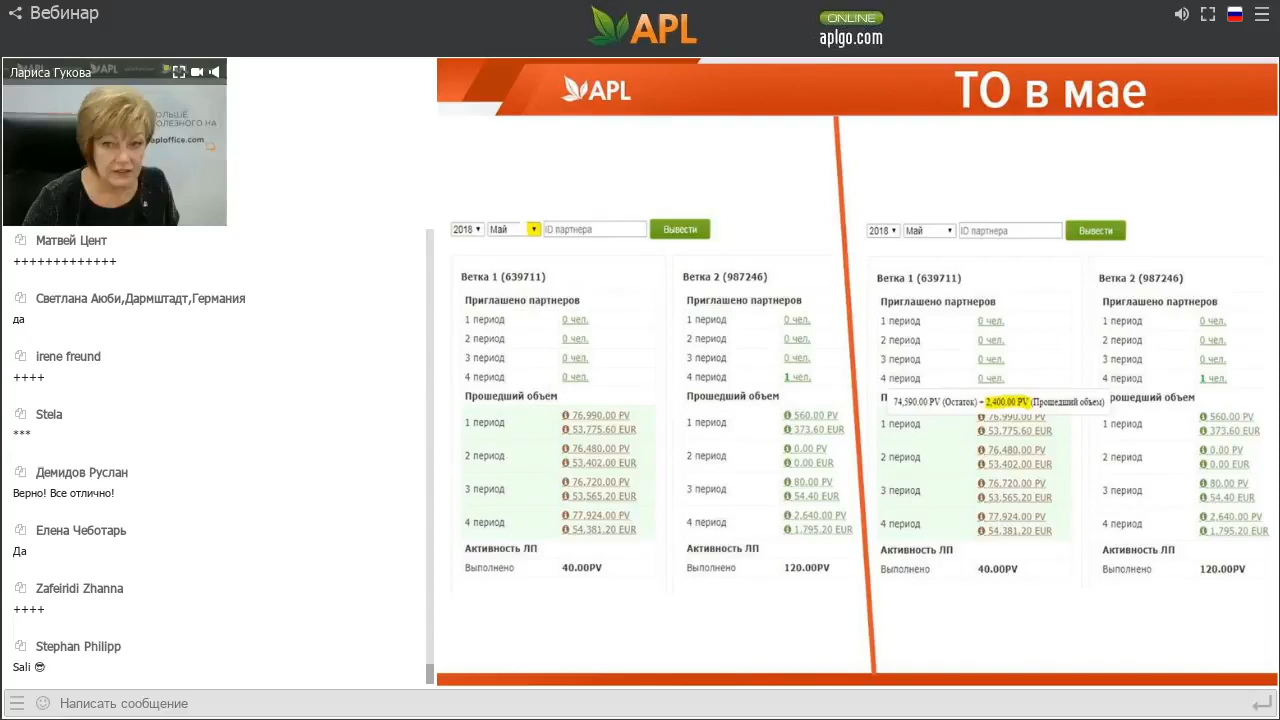 Вебинар
APL
ONLINE
aplgo.com
Лариса Гукова
aploffice.com
Матвей Цент
+++++++++++++
Светлана Аюби,Дармштадт,Германия
да
irene freund
++++
Stela
***
Демидов Руслан
Верно! Все отлично!
Елена Чеботарь
Да
Zafeiridi Zhanna
++++
Stephan Philipp
Sali 😎
Написать сообщение
APL
ТО в мае
2018 Май ID партнера Вывести
Ветка 1 (639711)
Приглашено партнеров
1 период 0 чел.
2 период 0 чел.
3 период 0 чел.
4 период 0 чел.
Прошедший объем
1 период 76,990.00 PV
53,775.60 EUR
2 период 76,480.00 PV
53,402.00 EUR
3 период 76,720.00 PV
53,565.20 EUR
4 период 77,924.00 PV
54,381.20 EUR
Активность ЛП
Выполнено 40.00PV
Ветка 2 (987246)
Приглашено партнеров
1 период 0 чел.
2 период 0 чел.
3 период 0 чел.
4 период 1 чел.
Прошедший объем
1 период 560.00 PV
373.60 EUR
2 период 0.00 PV
0.00 EUR
3 период 80.00 PV
54.40 EUR
4 период 2,640.00 PV
1,795.20 EUR
Активность ЛП
Выполнено 120.00PV
2018 Май ID партнера Вывести
Ветка 1 (639711)
Приглашено партнеров
1 период 0 чел.
2 период 0 чел.
3 период 0 чел.
4 период 0 чел.
74,590.00 PV (Остаток) + 2,400.00 PV (Прошедший объем)
1 период 76,990.00 PV
53,775.60 EUR
2 период 76,480.00 PV
53,402.00 EUR
3 период 76,720.00 PV
53,565.20 EUR
4 период 77,924.00 PV
54,381.20 EUR
Активность ЛП
Выполнено 40.00PV
Ветка 2 (987246)
Приглашено партнеров
1 период 0 чел.
2 период 0 чел.
3 период 0 чел.
4 период 1 чел.
Прошедший объем
1 период 560.00 PV
373.60 EUR
2 период 0.00 PV
0.00 EUR
3 период 80.00 PV
54.40 EUR
4 период 2,640.00 PV
1,795.20 EUR
Активность ЛП
Выполнено 120.00PV